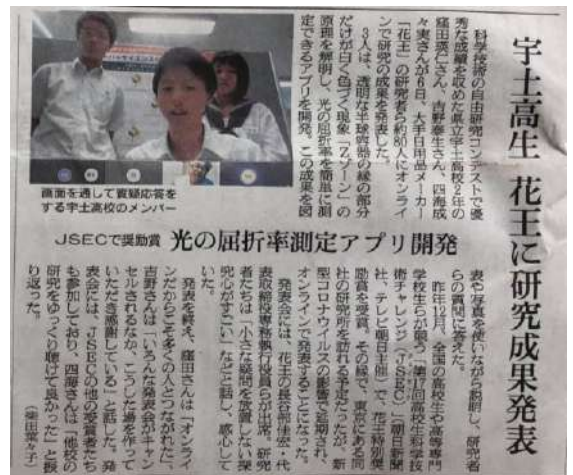 宇土高生 花王に研究成果発表
JSECで奨励賞 光の屈折率測定アプリ開発
画面を通して質疑応答を
する宇土高校のメンバー
科学技術の自由研究コンテストで優
秀な成績を収めた県立宇土高校2年の
窪田瑛仁さん、吉野泰生さん、四海成
々実さんが6日、大手日用品メーカー
「花王」の研究者ら約80人にオンライ
ンで研究の成果を発表した。
3人は、透明な半球容器の縁の部分
だけが白く色づく現象「Zゾーン」の
原理を解明し、光の屈折率を簡単に測
定できるアプリを開発。この成果を図
表や写真を使いながら説明し、研究者
らの質問に答えた。
昨年12月、全国の高校生や高等専門
学校生らが競う「第17回高校生科学技
術チャレンジ(JSEC)」(朝日新聞
社、テレビ朝日主催)で、花王特別奨
励賞を受賞。その縁で、東京にある同
社の研究所を訪れる予定だったが、新
型コロナウイルスの影響で延期され、
オンラインで発表することになった。
発表会には、花王の長谷部佳宏・代
表取締役専務執行役員らが出席。研究
者たちは「小さな疑問を放置しない探
究心がすごい」などと話し、感心して
いた。
発表を終え、窪田さんは「オンライ
ンだからこそ多くの人とつながれた」、
吉野さんは「いろんな発表会がキャン
セルされるなか、こうした場を作って
いただき感謝している」と話した。発
表会には、JSECの他の受賞者たち
も参加しており、四海さんは「他校の
研究をゆっくり聴けて良かった」と振
り返った。
(柴田菜々子)